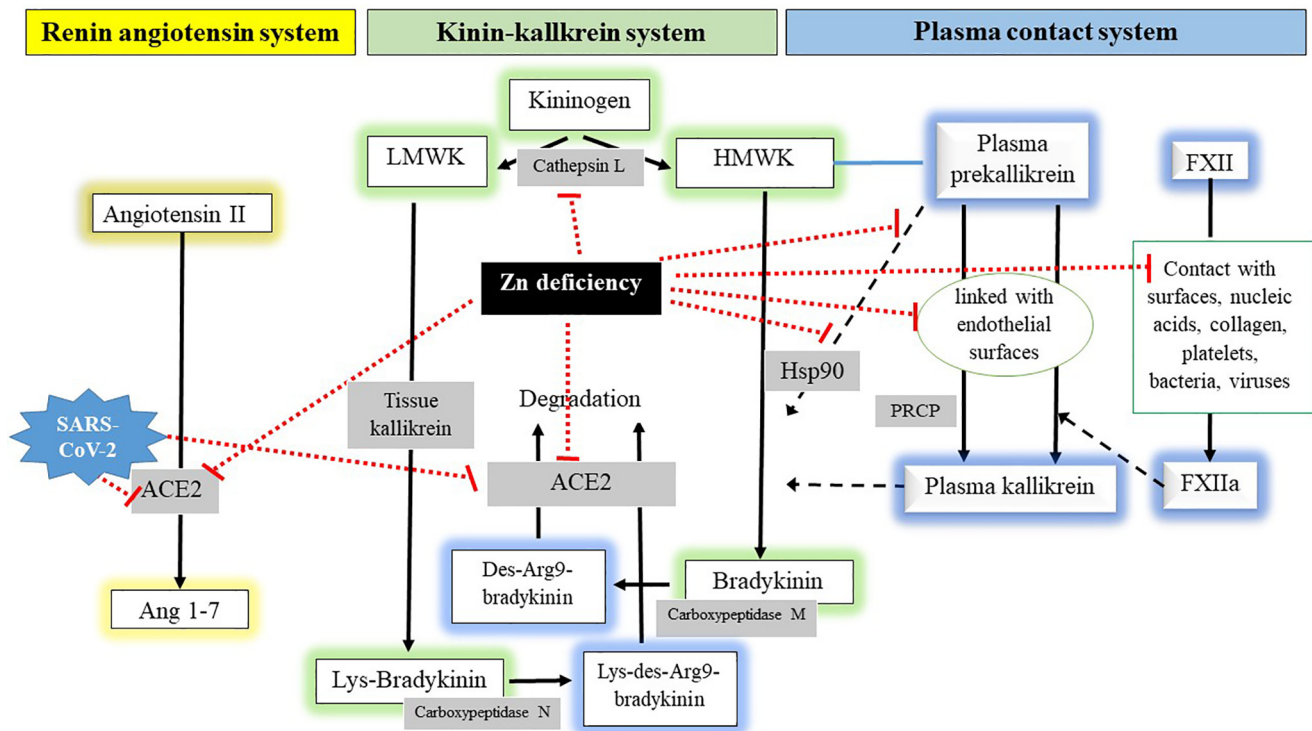 Renin angiotensin system
Kinin-kallkrein system
Plasma contact system
Kininogen
LMWK
Cathepsin L
HMWK
Plasma
prekallikrein
FXII
Angiotensin II
Zn deficiency
Contact with
surfaces, nucleic
acids, collagen,
platelets,
bacteria, viruses
linked with
endothelial
surfaces
Hsp90
Tissue
kallikrein
Degradation
PRCP
SARS-
CoV-2
ACE2
ACE2
Plasma kallikrein
FXIIa
Des-Arg9-
bradykinin
Bradykinin
Carboxypeptidase M
Ang 1-7
Lys-Bradykinin
Carboxypeptidase N
Lys-des-Arg9-
bradykinin